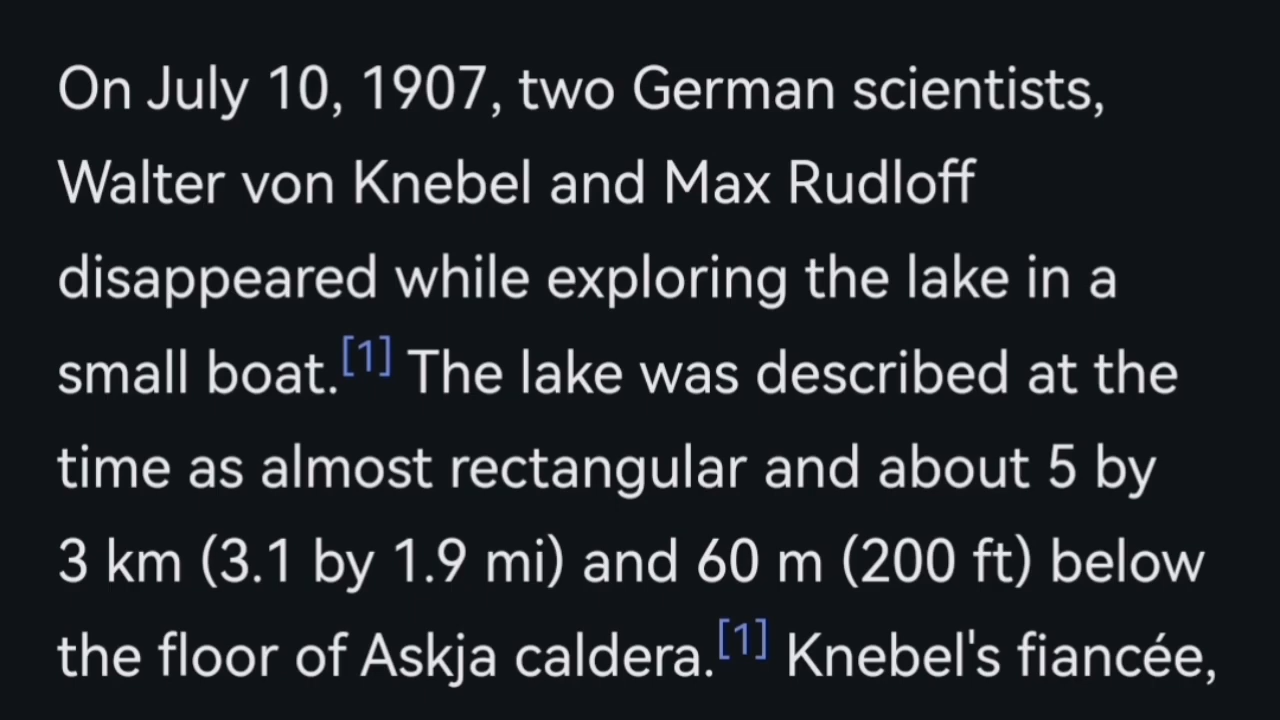 On July 10, 1907, two German scientists,
Walter von Knebel and Max Rudloff
disappeared while exploring the lake in a
small boat.[1] The lake was described at the
time as almost rectangular and about 5 by
3 km (3.1 by 1.9 mi) and 60 m (200 ft) below
the floor of Askja caldera.[1] Knebel's fiancée,